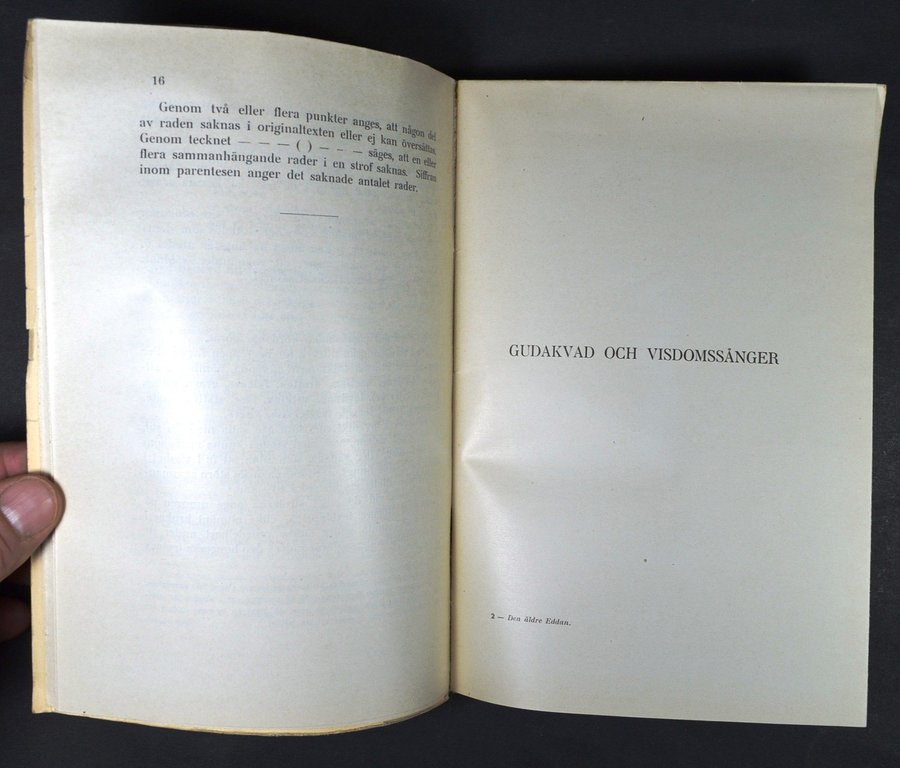 16
Genom två eller flera punkter anges, att någon del
av raden saknas i originaltexten eller ej kan översättas.
Genom tecknet — — — ( ) — — — säges, att en eller
flera sammanhängande rader i en strof saknas. Siffran
inom parentesen anger det saknade antalet rader.
GUDAKVAD OCH VISDOMSSÅNGER
2 — Den äldre Eddan.